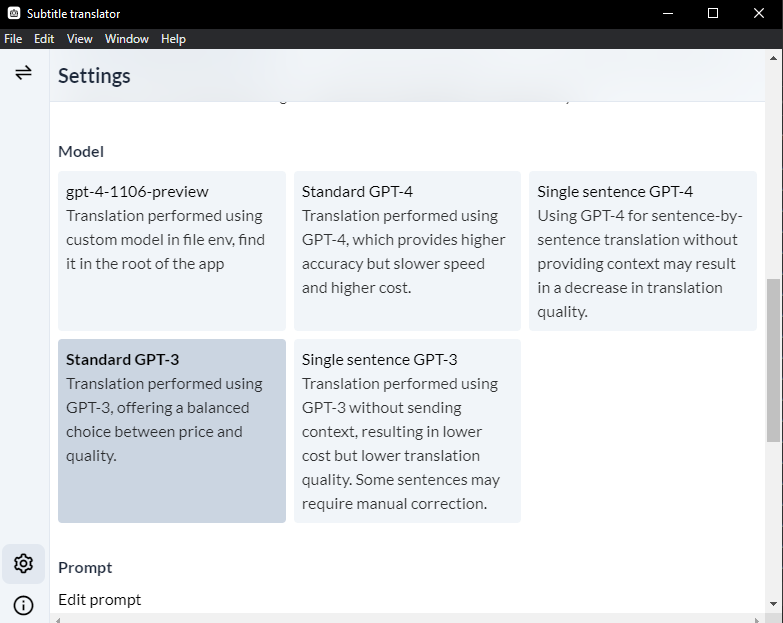 Subtitle translator
File Edit View Window Help
Settings
Model
gpt-4-1106-preview
Translation performed using
custom model in file env, find
it in the root of the app
Standard GPT-4
Translation performed using
GPT-4, which provides higher
accuracy but slower speed
and higher cost.
Single sentence GPT-4
Using GPT-4 for sentence-by-
sentence translation without
providing context may result
in a decrease in translation
quality.
Standard GPT-3
Translation performed using
GPT-3, offering a balanced
choice between price and
quality.
Single sentence GPT-3
Translation performed using
GPT-3 without sending
context, resulting in lower
cost but lower translation
quality. Some sentences may
require manual correction.
Prompt
Edit prompt